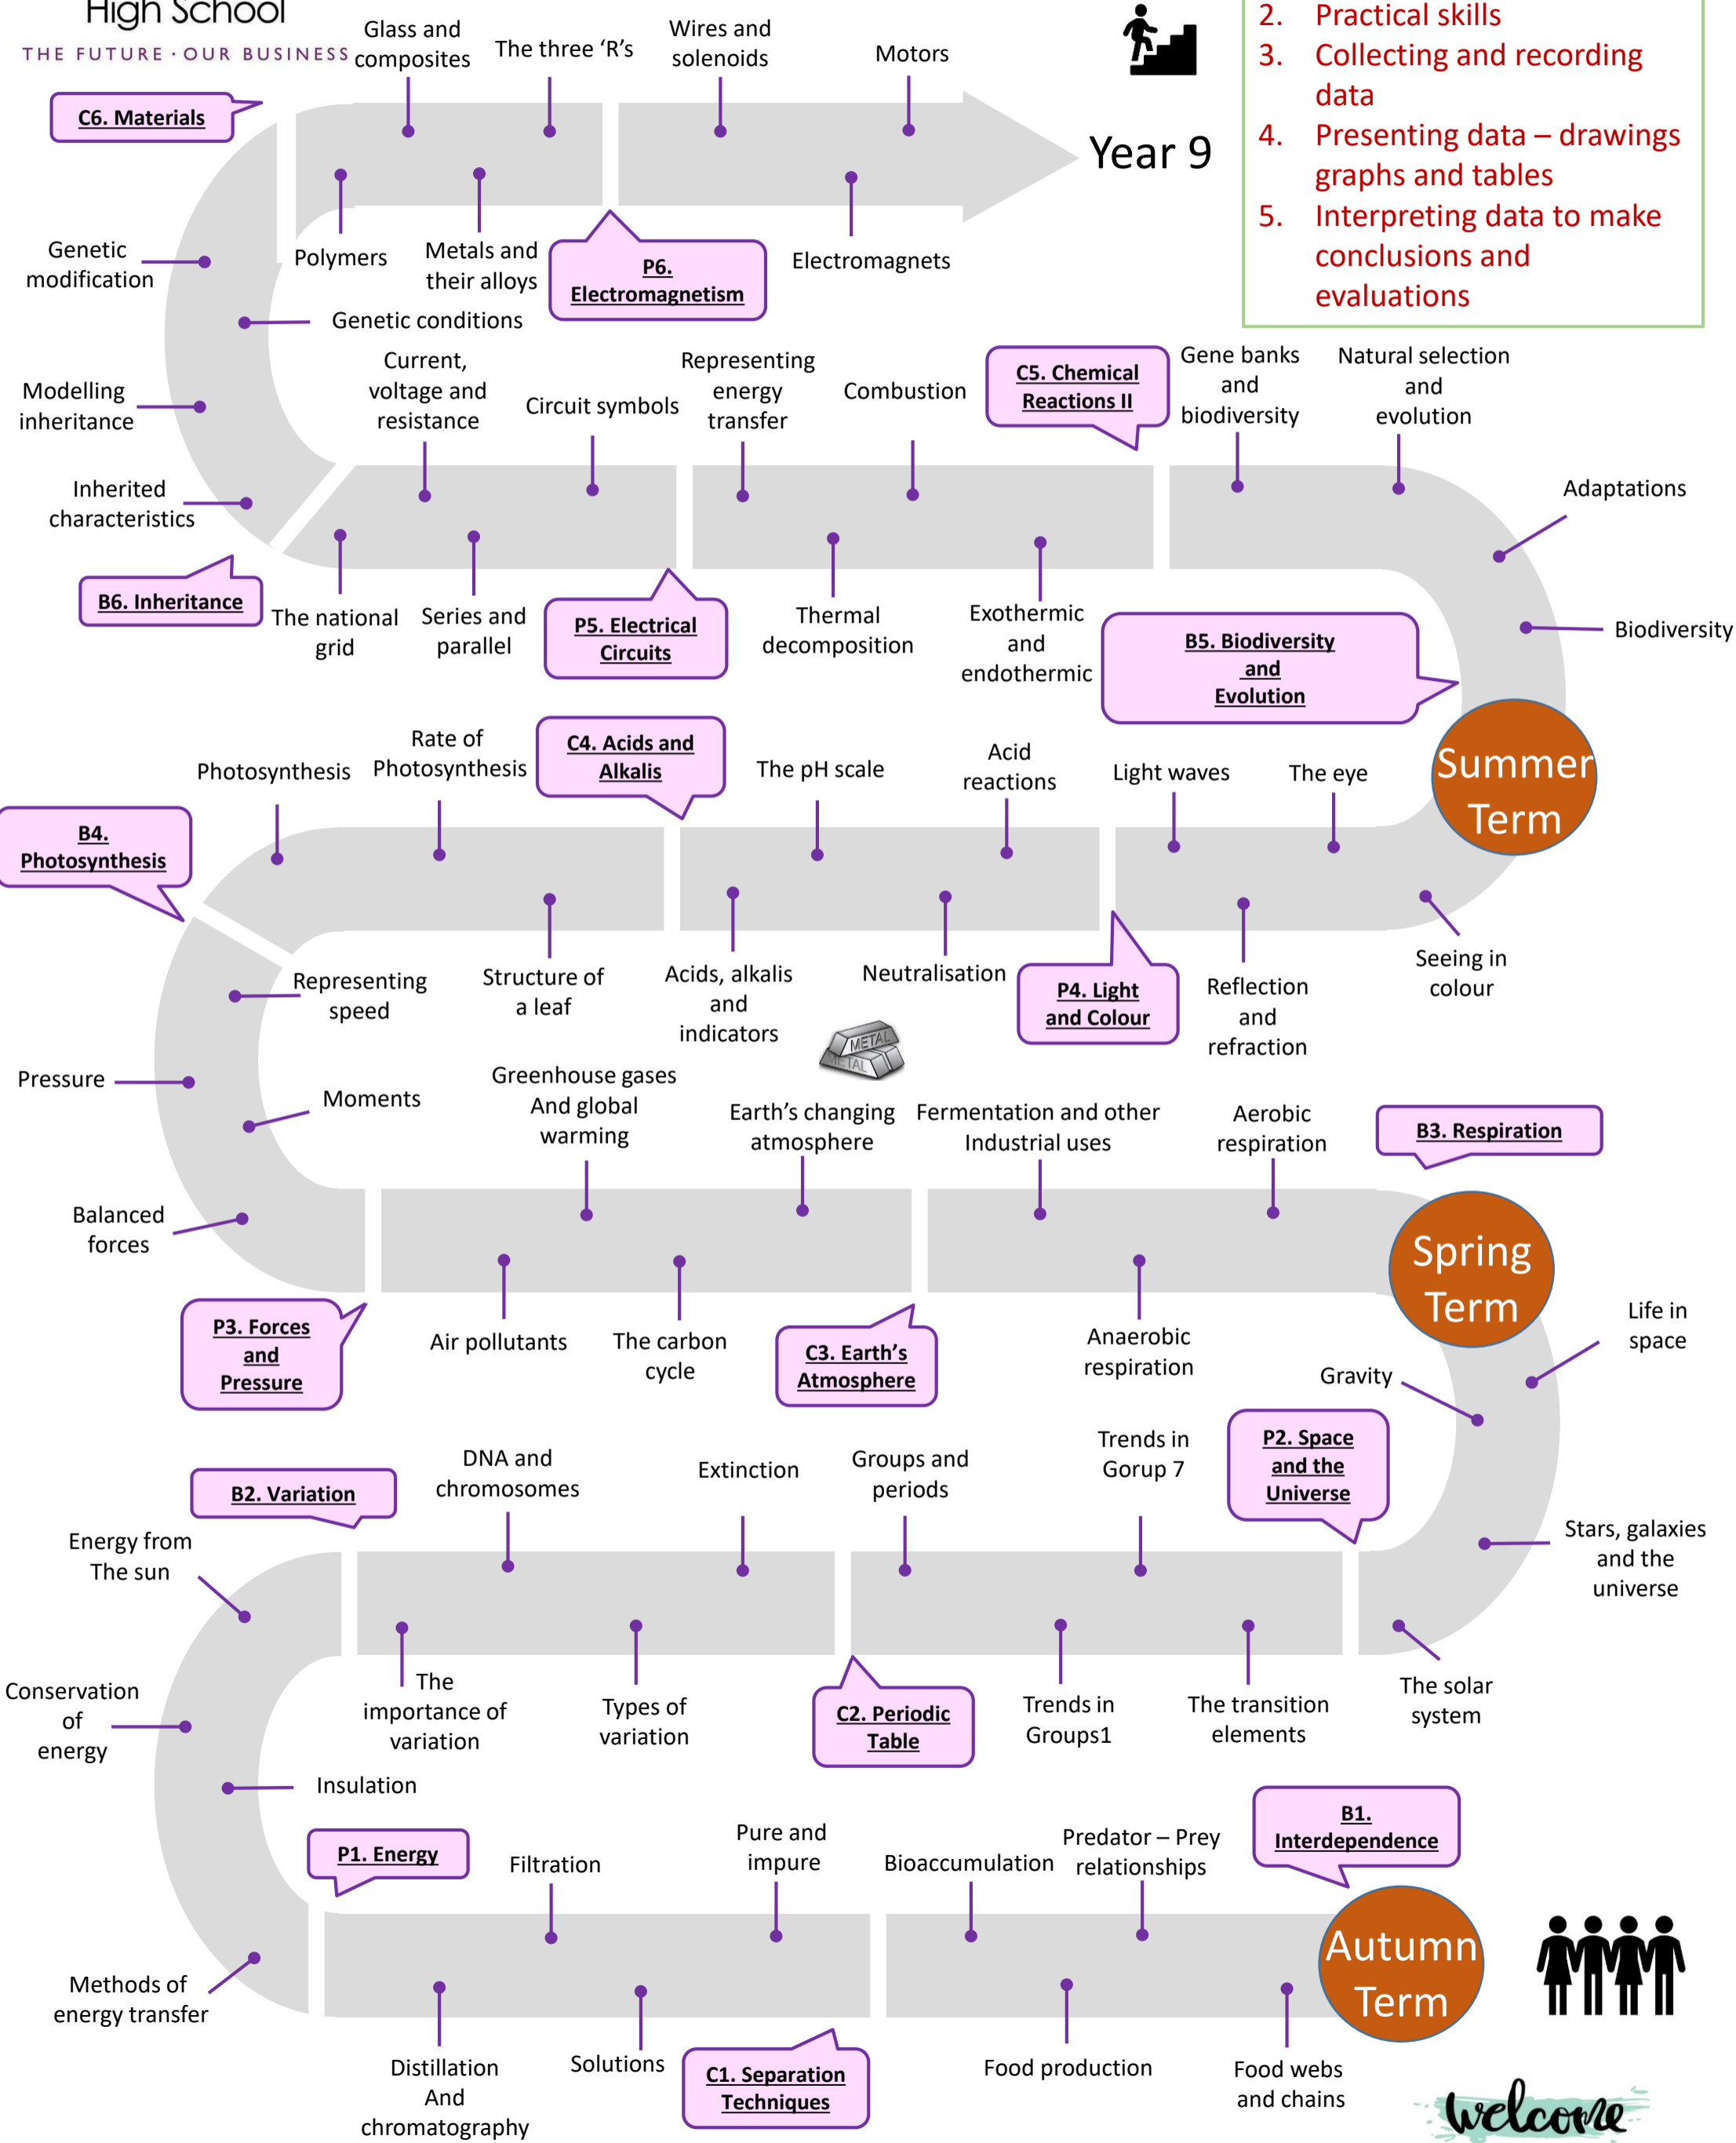 High School
THE FUTURE · OUR BUSINESS
2. Practical skills
3. Collecting and recording
data
4. Presenting data – drawings
graphs and tables
5. Interpreting data to make
conclusions and
evaluations
Glass and
composites
The three ‘R’s
Wires and
solenoids
Motors
C6. Materials
Year 9
Polymers
Metals and
their alloys
P6.
Electromagnetism
Electromagnets
Genetic
modification
Genetic conditions
Modelling
inheritance
Inherited
characteristics
B6. Inheritance
Current,
voltage and
resistance
Circuit symbols
Representing
energy
transfer
Combustion
C5. Chemical
Reactions II
Gene banks
and
biodiversity
Natural selection
and
evolution
Adaptations
Biodiversity
The national
grid
Series and
parallel
P5. Electrical
Circuits
Thermal
decomposition
Exothermic
and
endothermic
B5. Biodiversity
and
Evolution
Summer
Term
Photosynthesis
Rate of
Photosynthesis
C4. Acids and
Alkalis
The pH scale
Acid
reactions
Light waves
The eye
B4.
Photosynthesis
Representing
speed
Structure of
a leaf
Acids, alkalis
and
indicators
Neutralisation
P4. Light
and Colour
Reflection
and
refraction
Seeing in
colour
METAL
METAL
Pressure
Moments
Greenhouse gases
And global
warming
Earth’s changing
atmosphere
Fermentation and other
Industrial uses
Aerobic
respiration
B3. Respiration
Balanced
forces
Spring
Term
P3. Forces
and
Pressure
Air pollutants
The carbon
cycle
C3. Earth’s
Atmosphere
Anaerobic
respiration
Life in
space
Gravity
P2. Space
and the
Universe
B2. Variation
DNA and
chromosomes
Extinction
Groups and
periods
Trends in
Gorup 7
Energy from
The sun
Stars, galaxies
and the
universe
Conservation
of
energy
The
importance of
variation
Types of
variation
C2. Periodic
Table
Trends in
Groups1
The transition
elements
The solar
system
Insulation
P1. Energy
Filtration
Pure and
impure
Bioaccumulation
Predator – Prey
relationships
B1.
Interdependence
Autumn
Term
Methods of
energy transfer
Distillation
And
chromatography
Solutions
C1. Separation
Techniques
Food production
Food webs
and chains
welcome